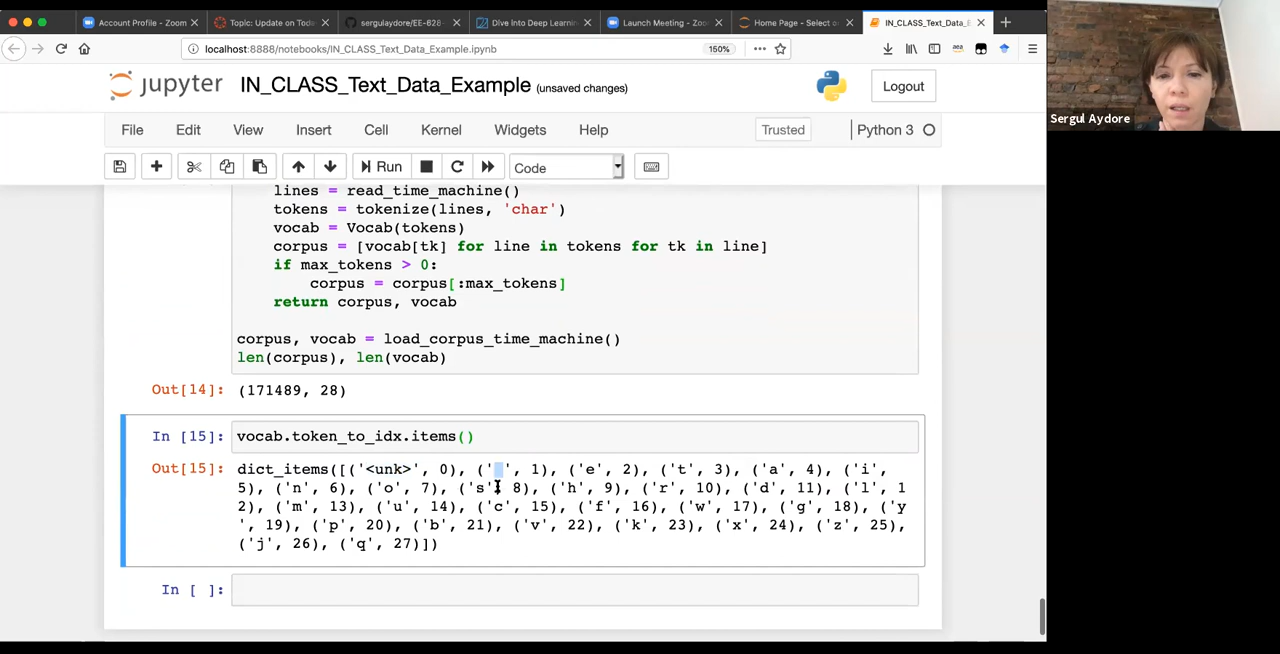 Account Profile - Zoom
Topic: Update on Tod
sergulaydore/EE-628
Dive Into Deep Learnin
Launch Meeting - Zoo
Home Page - Select o
IN_CLASS_Text_Data_E
localhost:8888/notebooks/IN_CLASS_Text_Data_Example.ipynb
150%
jupyter IN_CLASS_Text_Data_Example (unsaved changes)
Logout
File Edit View Insert Cell Kernel Widgets Help
Trusted
Python 3
Run
Code
lines = read_time_machine()
tokens = tokenize(lines, 'char')
vocab = Vocab(tokens)
corpus = [vocab[tk] for line in tokens for tk in line]
if max_tokens > 0:
corpus = corpus[:max_tokens]
return corpus, vocab
corpus, vocab = load_corpus_time_machine()
len(corpus), len(vocab)
Out[14]: (171489, 28)
In [15]: vocab.token_to_idx.items()
Out[15]: dict_items([('<unk>', 0), (' ', 1), ('e', 2), ('t', 3), ('a', 4), ('i',
5), ('n', 6), ('o', 7), ('s', 8), ('h', 9), ('r', 10), ('d', 11), ('l', 1
2), ('m', 13), ('u', 14), ('c', 15), ('f', 16), ('w', 17), ('g', 18), ('y
', 19), ('p', 20), ('b', 21), ('v', 22), ('k', 23), ('x', 24), ('z', 25),
('j', 26), ('q', 27)])
In [ ]:
Sergul Aydore